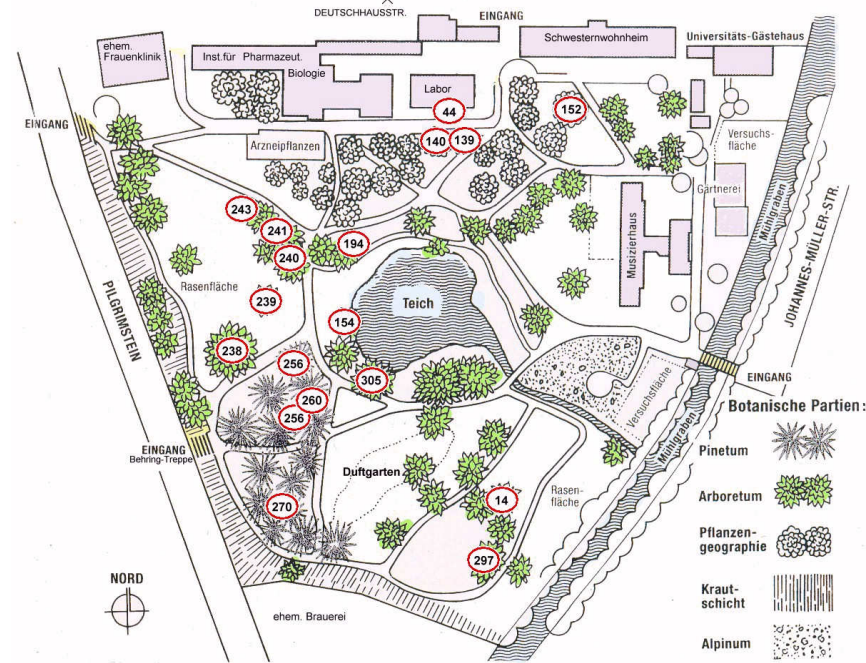 DEUTSCHHAUSSTR.
EINGANG
ehem.
Frauenklinik
Inst.für Pharmazeut.
Biologie
Labor
Schwesternwohnheim
Universitäts-Gästehaus
44
152
EINGANG
Arzneipflanzen
140
139
Versuchs-
fläche
Gärtnerei
Mühlgraben
243
241
240
194
Musizierhaus
JOHANNES-MÜLLER-STR.
Rasenfläche
239
Teich
PILGRIMSTEIN
154
238
256
305
260
256
Versuchsfläche
EINGANG
Botanische Partien:
Mühlgraben
EINGANG
Behring-Treppe
Pinetum
Duftgarten
270
14
Rasen-
fläche
Arboretum
Pflanzen-
geographie
297
NORD
Kraut-
schicht
ehem. Brauerei
Alpinum